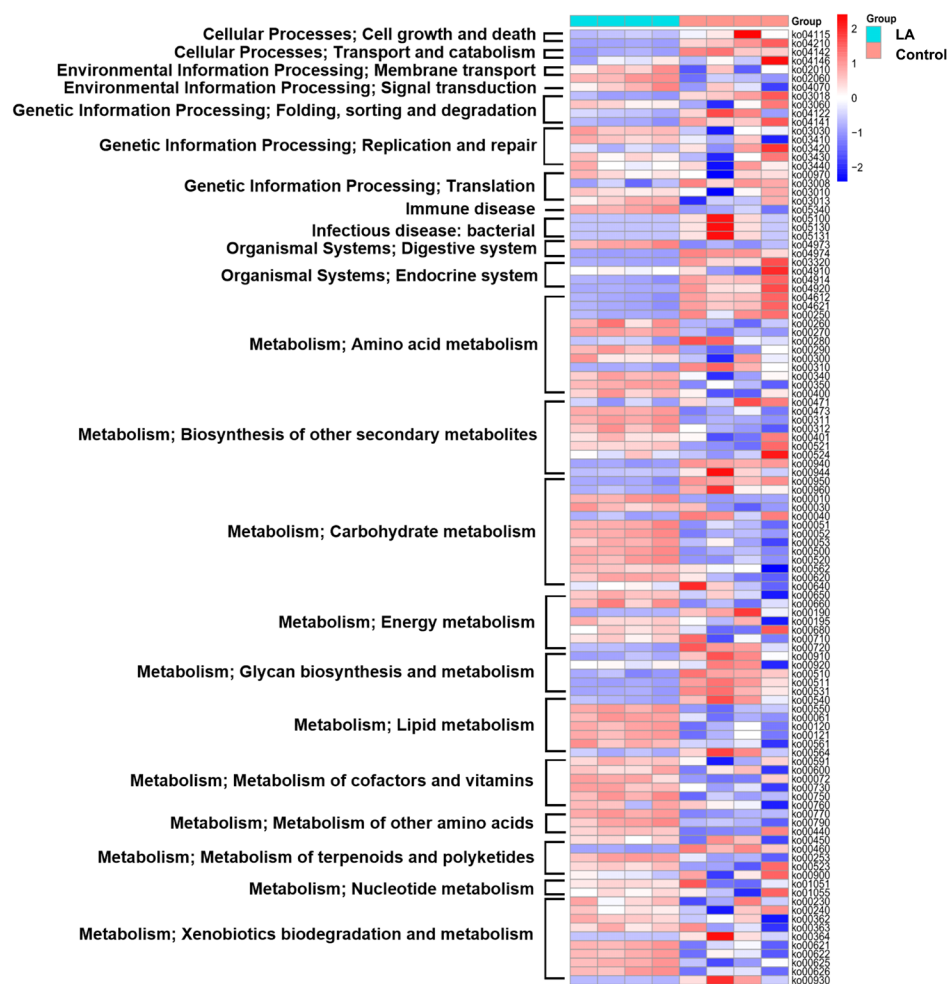 Cellular Processes; Cell growth and death
Cellular Processes; Transport and catabolism
Environmental Information Processing; Membrane transport
Environmental Information Processing; Signal transduction
Genetic Information Processing; Folding, sorting and degradation
Genetic Information Processing; Replication and repair
Genetic Information Processing; Translation
Immune disease
Infectious disease: bacterial
Organismal Systems; Digestive system
Organismal Systems; Endocrine system
Metabolism; Amino acid metabolism
Metabolism; Biosynthesis of other secondary metabolites
Metabolism; Carbohydrate metabolism
Metabolism; Energy metabolism
Metabolism; Glycan biosynthesis and metabolism
Metabolism; Lipid metabolism
Metabolism; Metabolism of cofactors and vitamins
Metabolism; Metabolism of other amino acids
Metabolism; Metabolism of terpenoids and polyketides
Metabolism; Nucleotide metabolism
Metabolism; Xenobiotics biodegradation and metabolism
Group
ko04115
ko04210
ko04142
ko04146
ko02010
ko02060
ko04070
ko03018
ko03060
ko04122
ko04141
ko03030
ko03410
ko03420
ko03430
ko03440
ko00970
ko03008
ko03010
ko03013
ko05340
ko05100
ko05130
ko05131
ko04973
ko04974
ko03320
ko04910
ko04914
ko04920
ko04612
ko04621
ko00250
ko00260
ko00270
ko00280
ko00290
ko00300
ko00310
ko00340
ko00350
ko00400
ko00471
ko00473
ko00311
ko00312
ko00401
ko00521
ko00524
ko00940
ko00944
ko00950
ko00960
ko00010
ko00030
ko00040
ko00051
ko00052
ko00053
ko00500
ko00520
ko00562
ko00620
ko00640
ko00650
ko00660
ko00190
ko00195
ko00680
ko00710
ko00720
ko00910
ko00920
ko00510
ko00511
ko00531
ko00540
ko00550
ko00061
ko00120
ko00121
ko00561
ko00564
ko00591
ko00600
ko00072
ko00730
ko00750
ko00760
ko00770
ko00790
ko00440
ko00450
ko00460
ko00253
ko00523
ko00900
ko01051
ko01055
ko00230
ko00240
ko00362
ko00363
ko00364
ko00621
ko00622
ko00625
ko00626
ko00930
2
1
0
−1
−2
Group
LA
Control